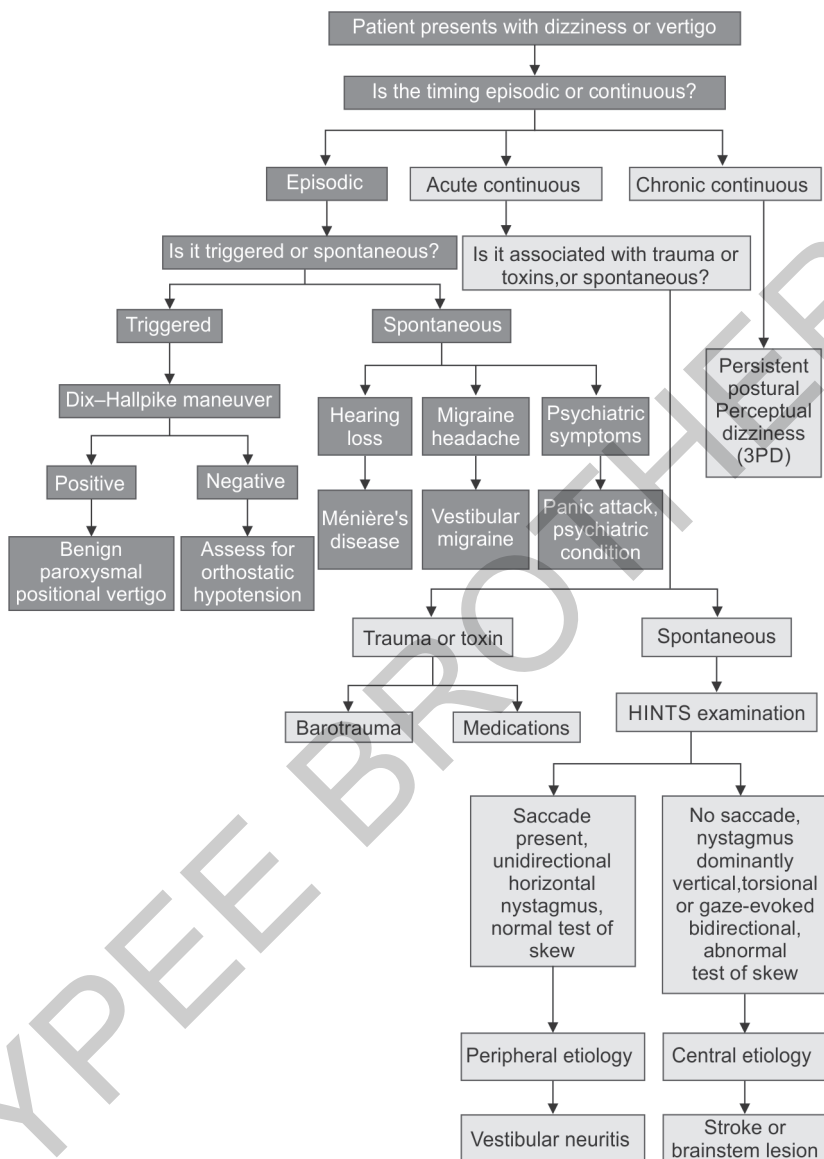 Patient presents with dizziness or vertigo
Is the timing episodic or continuous?
Episodic
Acute continuous
Chronic continuous
Is it triggered or spontaneous?
Is it associated with trauma or
toxins,or spontaneous?
Triggered
Spontaneous
Persistent
postural
Perceptual
dizziness
(3PD)
Dix–Hallpike maneuver
Hearing
loss
Migraine
headache
Psychiatric
symptoms
Positive
Negative
Ménière's
disease
Vestibular
migraine
Panic attack,
psychiatric
condition
Benign
paroxysmal
positional vertigo
Assess for
orthostatic
hypotension
Trauma or toxin
Spontaneous
Barotrauma
Medications
HINTS examination
Saccade
present,
unidirectional
horizontal
nystagmus,
normal test of
skew
No saccade,
nystagmus
dominantly
vertical,torsional
or gaze-evoked
bidirectional,
abnormal
test of skew
Peripheral etiology
Central etiology
Vestibular neuritis
Stroke or
brainstem lesion
YPEE BROTHER